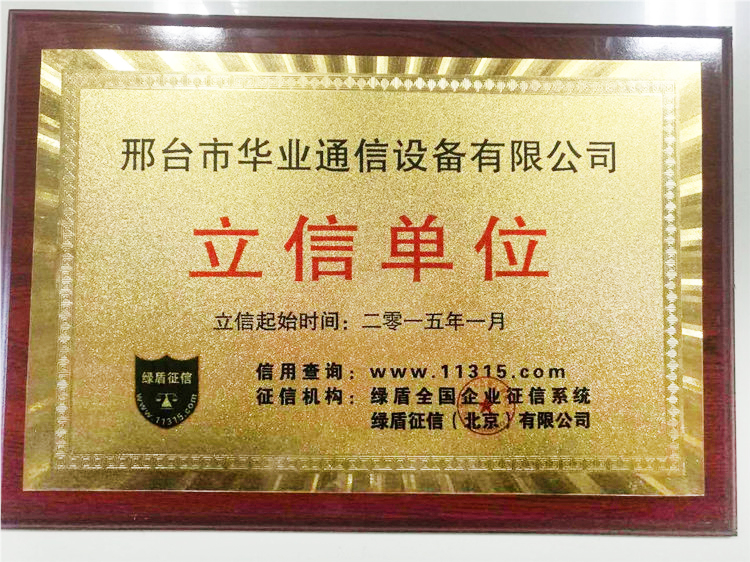 邢台市华业通信设备有限公司
立信单位
立信起始时间：二零一五年一月
绿盾征信
www.11315.com
信用查询：www.11315.com
征信机构：绿盾全国企业征信系统
绿盾征信（北京）有限公司